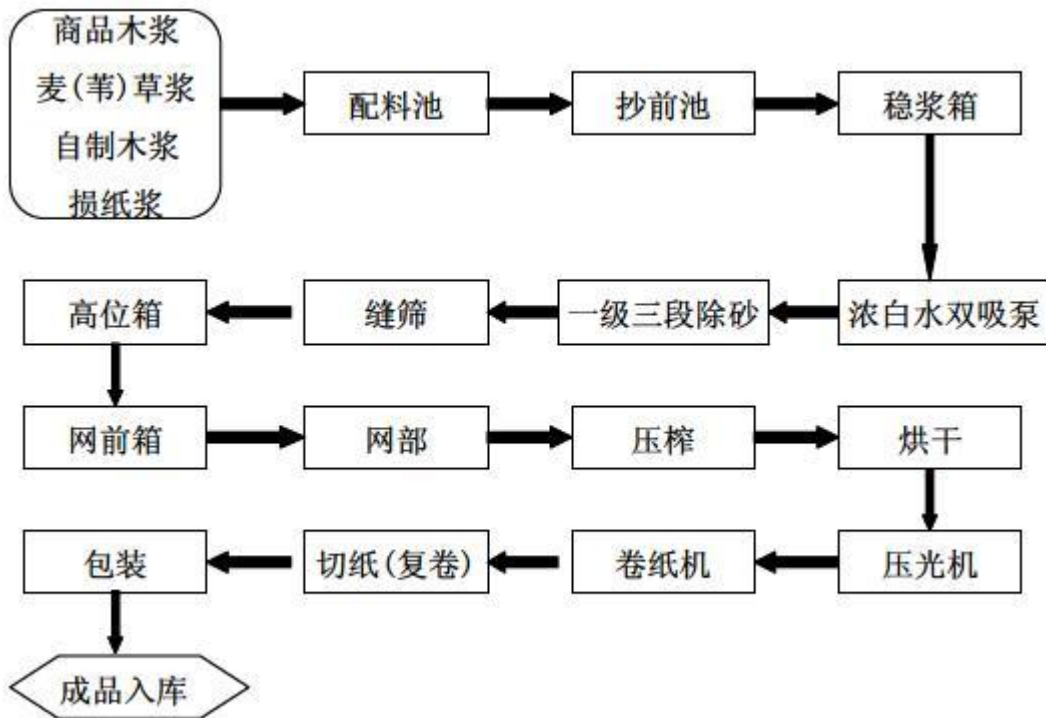 商品木浆
麦(苇)草浆
自制木浆
损纸浆
配料池
抄前池
稳浆箱
浓白水双吸泵
一级三段除砂
缝筛
高位箱
网前箱
网部
压榨
烘干
压光机
卷纸机
切纸(复卷)
包装
成品入库